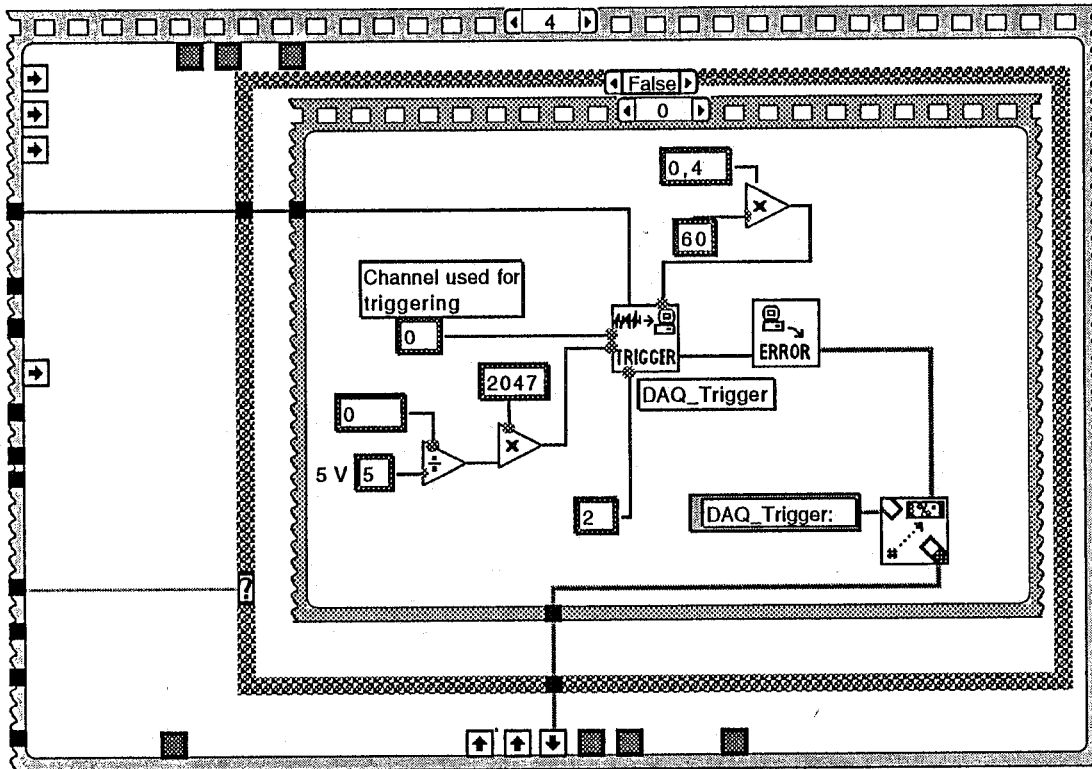 4
False
0
0,4
×
60
Channel used for
triggering
0
TRIGGER
ERROR
DAQ_Trigger
2047
×
0
÷
5 V 5
2
DAQ_Trigger:
%
#
?